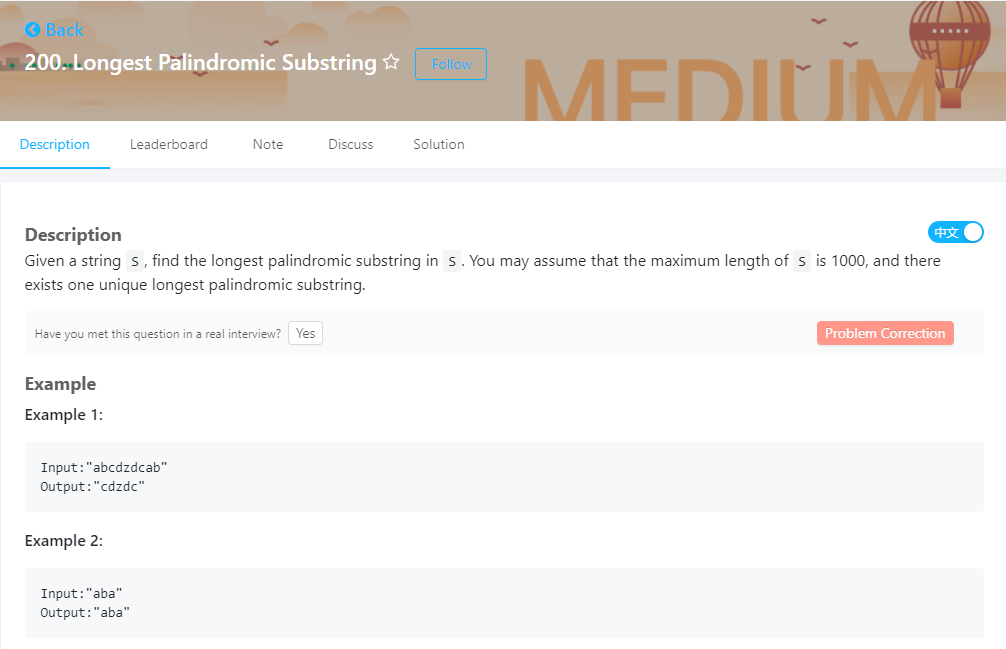 Back
200. Longest Palindromic Substring
Follow
MEDIUM
Description Leaderboard Note Discuss Solution
Description
中文
Given a string S, find the longest palindromic substring in S. You may assume that the maximum length of S is 1000, and there
exists one unique longest palindromic substring.
Have you met this question in a real interview? Yes
Problem Correction
Example
Example 1:
Input:"abcdzdcab"
Output:"cdzdc"
Example 2:
Input:"aba"
Output:"aba"